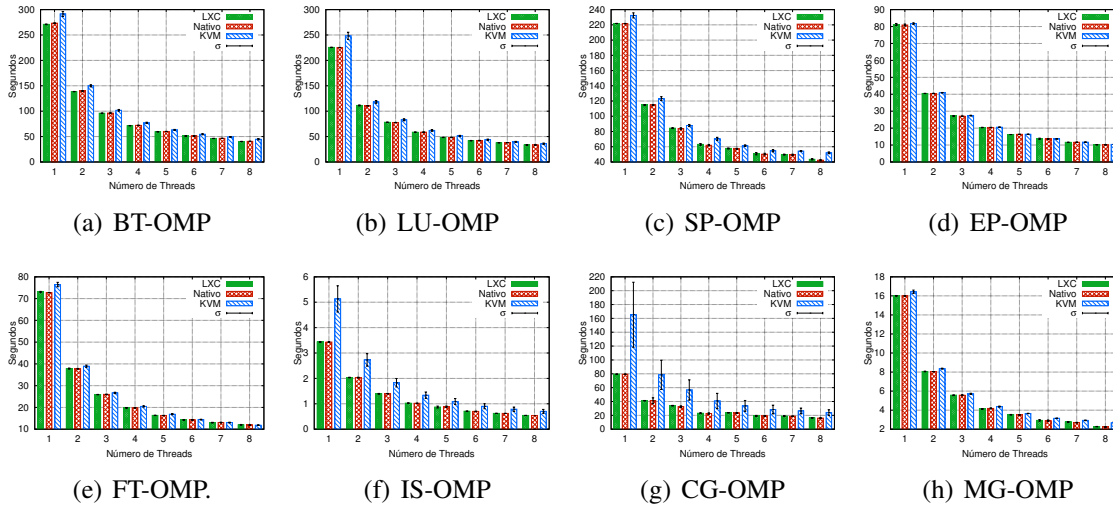 300
250
200
150
100
50
0
Segundos
1 2 3 4 5 6 7 8
Número de Threads
LXC
Nativo
KVM
σ
(a) BT-OMP
350
300
250
200
150
100
50
0
Segundos
1 2 3 4 5 6 7 8
Número de Threads
LXC
Nativo
KVM
σ
(b) LU-OMP
240
220
200
180
160
140
120
100
80
60
40
Segundos
1 2 3 4 5 6 7 8
Número de Threads
LXC
Nativo
KVM
σ
(c) SP-OMP
90
80
70
60
50
40
30
20
10
0
Segundos
1 2 3 4 5 6 7 8
Número de Threads
LXC
Nativo
KVM
σ
(d) EP-OMP
80
70
60
50
40
30
20
10
Segundos
1 2 3 4 5 6 7 8
Número de Threads
LXC
Nativo
KVM
σ
(e) FT-OMP.
6
5
4
3
2
1
0
Segundos
1 2 3 4 5 6 7 8
Número de Threads
LXC
Nativo
KVM
σ
(f) IS-OMP
220
200
180
160
140
120
100
80
60
40
20
0
Segundos
1 2 3 4 5 6 7 8
Número de Threads
LXC
Nativo
KVM
σ
(g) CG-OMP
18
16
14
12
10
8
6
4
2
Segundos
1 2 3 4 5 6 7 8
Número de Threads
LXC
Nativo
KVM
σ
(h) MG-OMP